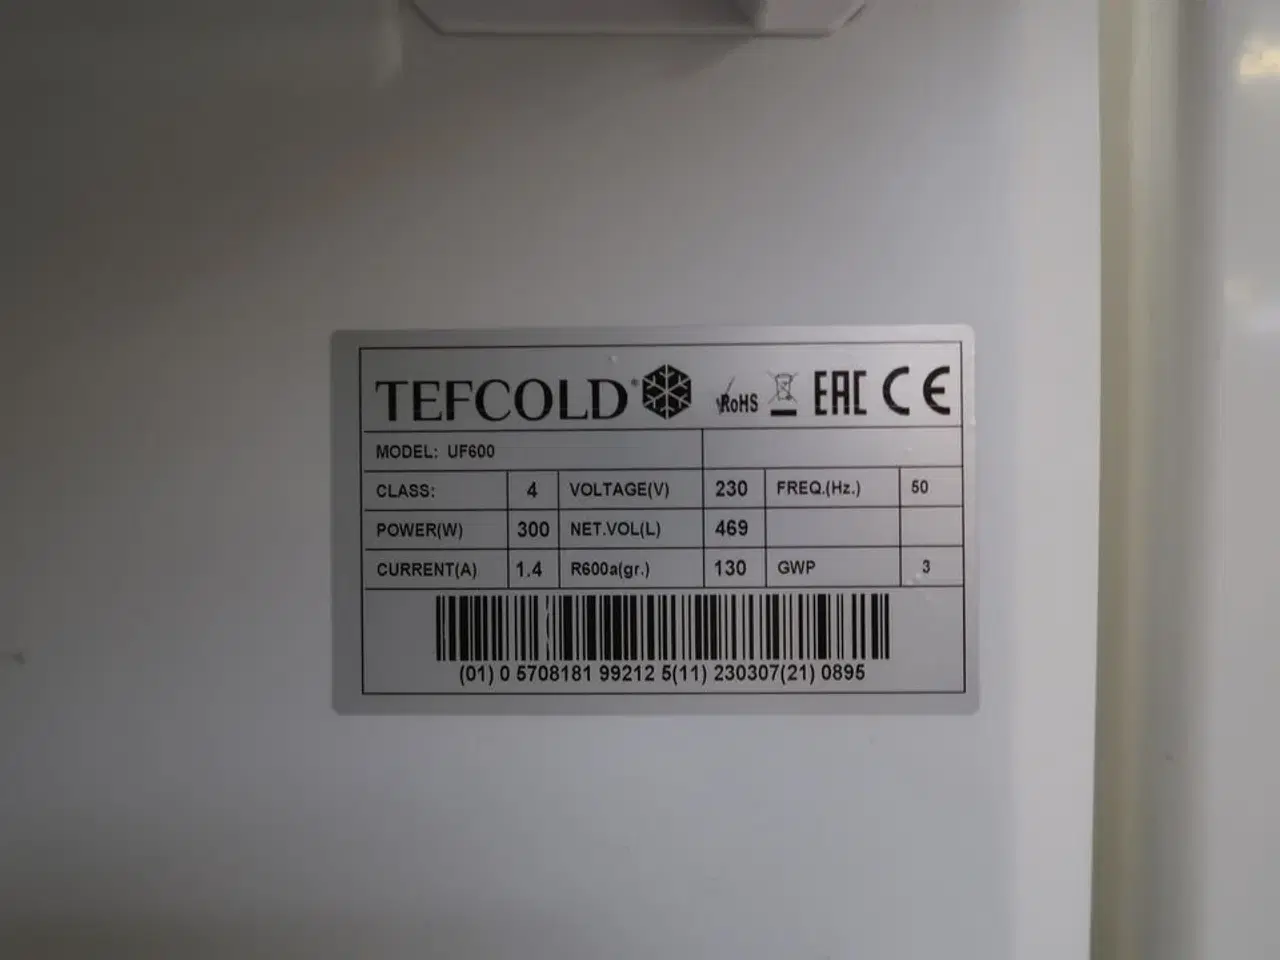 TEFCOLD® RoHS EAC CE
MODEL: UF600
CLASS: 4 VOLTAGE(V) 230 FREQ.(Hz.) 50
POWER(W) 300 NET.VOL(L) 469
CURRENT(A) 1.4 R600a(gr.) 130 GWP 3
(01) 0 5708181 99212 5(11) 230307(21) 0895